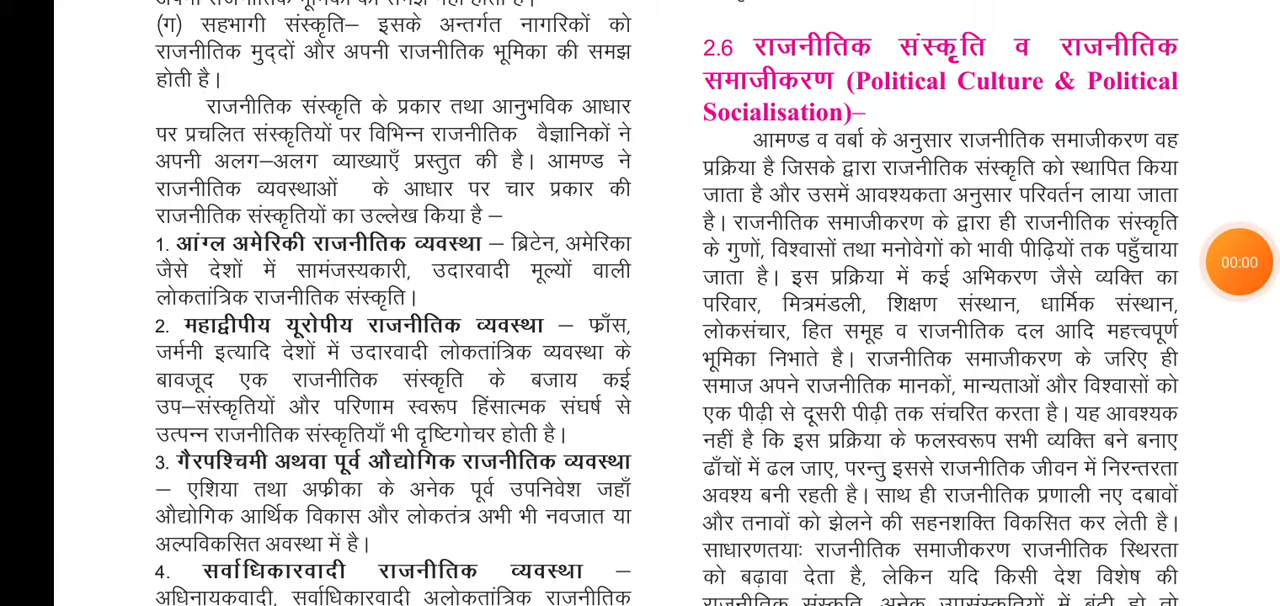 अपनी राजनीतिक भूमिका की समझ नहीं होती है।
(ग) सहभागी संस्कृति– इसके अन्तर्गत नागरिकों को
राजनीतिक मुद्दों और अपनी राजनीतिक भूमिका की समझ
होती है।
राजनीतिक संस्कृति के प्रकार तथा आनुभविक आधार
पर प्रचलित संस्कृतियों पर विभिन्न राजनीतिक वैज्ञानिकों ने
अपनी अलग–अलग व्याख्याएँ प्रस्तुत की है। आमण्ड ने
राजनीतिक व्यवस्थाओं के आधार पर चार प्रकार की
राजनीतिक संस्कृतियों का उल्लेख किया है –
1. आंग्ल अमेरिकी राजनीतिक व्यवस्था – ब्रिटेन, अमेरिका
जैसे देशों में सामंजस्यकारी, उदारवादी मूल्यों वाली
लोकतांत्रिक राजनीतिक संस्कृति।
2. महाद्वीपीय यूरोपीय राजनीतिक व्यवस्था – फ्राँस,
जर्मनी इत्यादि देशों में उदारवादी लोकतांत्रिक व्यवस्था के
बावजूद एक राजनीतिक संस्कृति के बजाय कई
उप–संस्कृतियों और परिणाम स्वरूप हिंसात्मक संघर्ष से
उत्पन्न राजनीतिक संस्कृतियाँ भी दृष्टिगोचर होती है।
3. गैरपश्चिमी अथवा पूर्व औद्योगिक राजनीतिक व्यवस्था
– एशिया तथा अफ्रीका के अनेक पूर्व उपनिवेश जहाँ
औद्योगिक आर्थिक विकास और लोकतंत्र अभी भी नवजात या
अल्पविकसित अवस्था में है।
4. सर्वाधिकारवादी राजनीतिक व्यवस्था –
अधिनायकवादी, सर्वाधिकारवादी अलोकतांत्रिक राजनीतिक
2.6 राजनीतिक संस्कृति व राजनीतिक
समाजीकरण (Political Culture & Political
Socialisation)–
आमण्ड व वर्बा के अनुसार राजनीतिक समाजीकरण वह
प्रक्रिया है जिसके द्वारा राजनीतिक संस्कृति को स्थापित किया
जाता है और उसमें आवश्यकता अनुसार परिवर्तन लाया जाता
है। राजनीतिक समाजीकरण के द्वारा ही राजनीतिक संस्कृति
के गुणों, विश्वासों तथा मनोवेगों को भावी पीढ़ियों तक पहुँचाया
जाता है। इस प्रक्रिया में कई अभिकरण जैसे व्यक्ति का
परिवार, मित्रमंडली, शिक्षण संस्थान, धार्मिक संस्थान,
लोकसंचार, हित समूह व राजनीतिक दल आदि महत्त्वपूर्ण
भूमिका निभाते है। राजनीतिक समाजीकरण के जरिए ही
समाज अपने राजनीतिक मानकों, मान्यताओं और विश्वासों को
एक पीढ़ी से दूसरी पीढ़ी तक संचरित करता है। यह आवश्यक
नहीं है कि इस प्रक्रिया के फलस्वरूप सभी व्यक्ति बने बनाए
ढाँचों में ढल जाए, परन्तु इससे राजनीतिक जीवन में निरन्तरता
अवश्य बनी रहती है। साथ ही राजनीतिक प्रणाली नए दबावों
और तनावों को झेलने की सहनशक्ति विकसित कर लेती है।
साधारणतयाः राजनीतिक समाजीकरण राजनीतिक स्थिरता
को बढ़ावा देता है, लेकिन यदि किसी देश विशेष की
राजनीतिक संस्कृति, अनेक उपसंस्कृतियों में बंटी हो तो
00:00